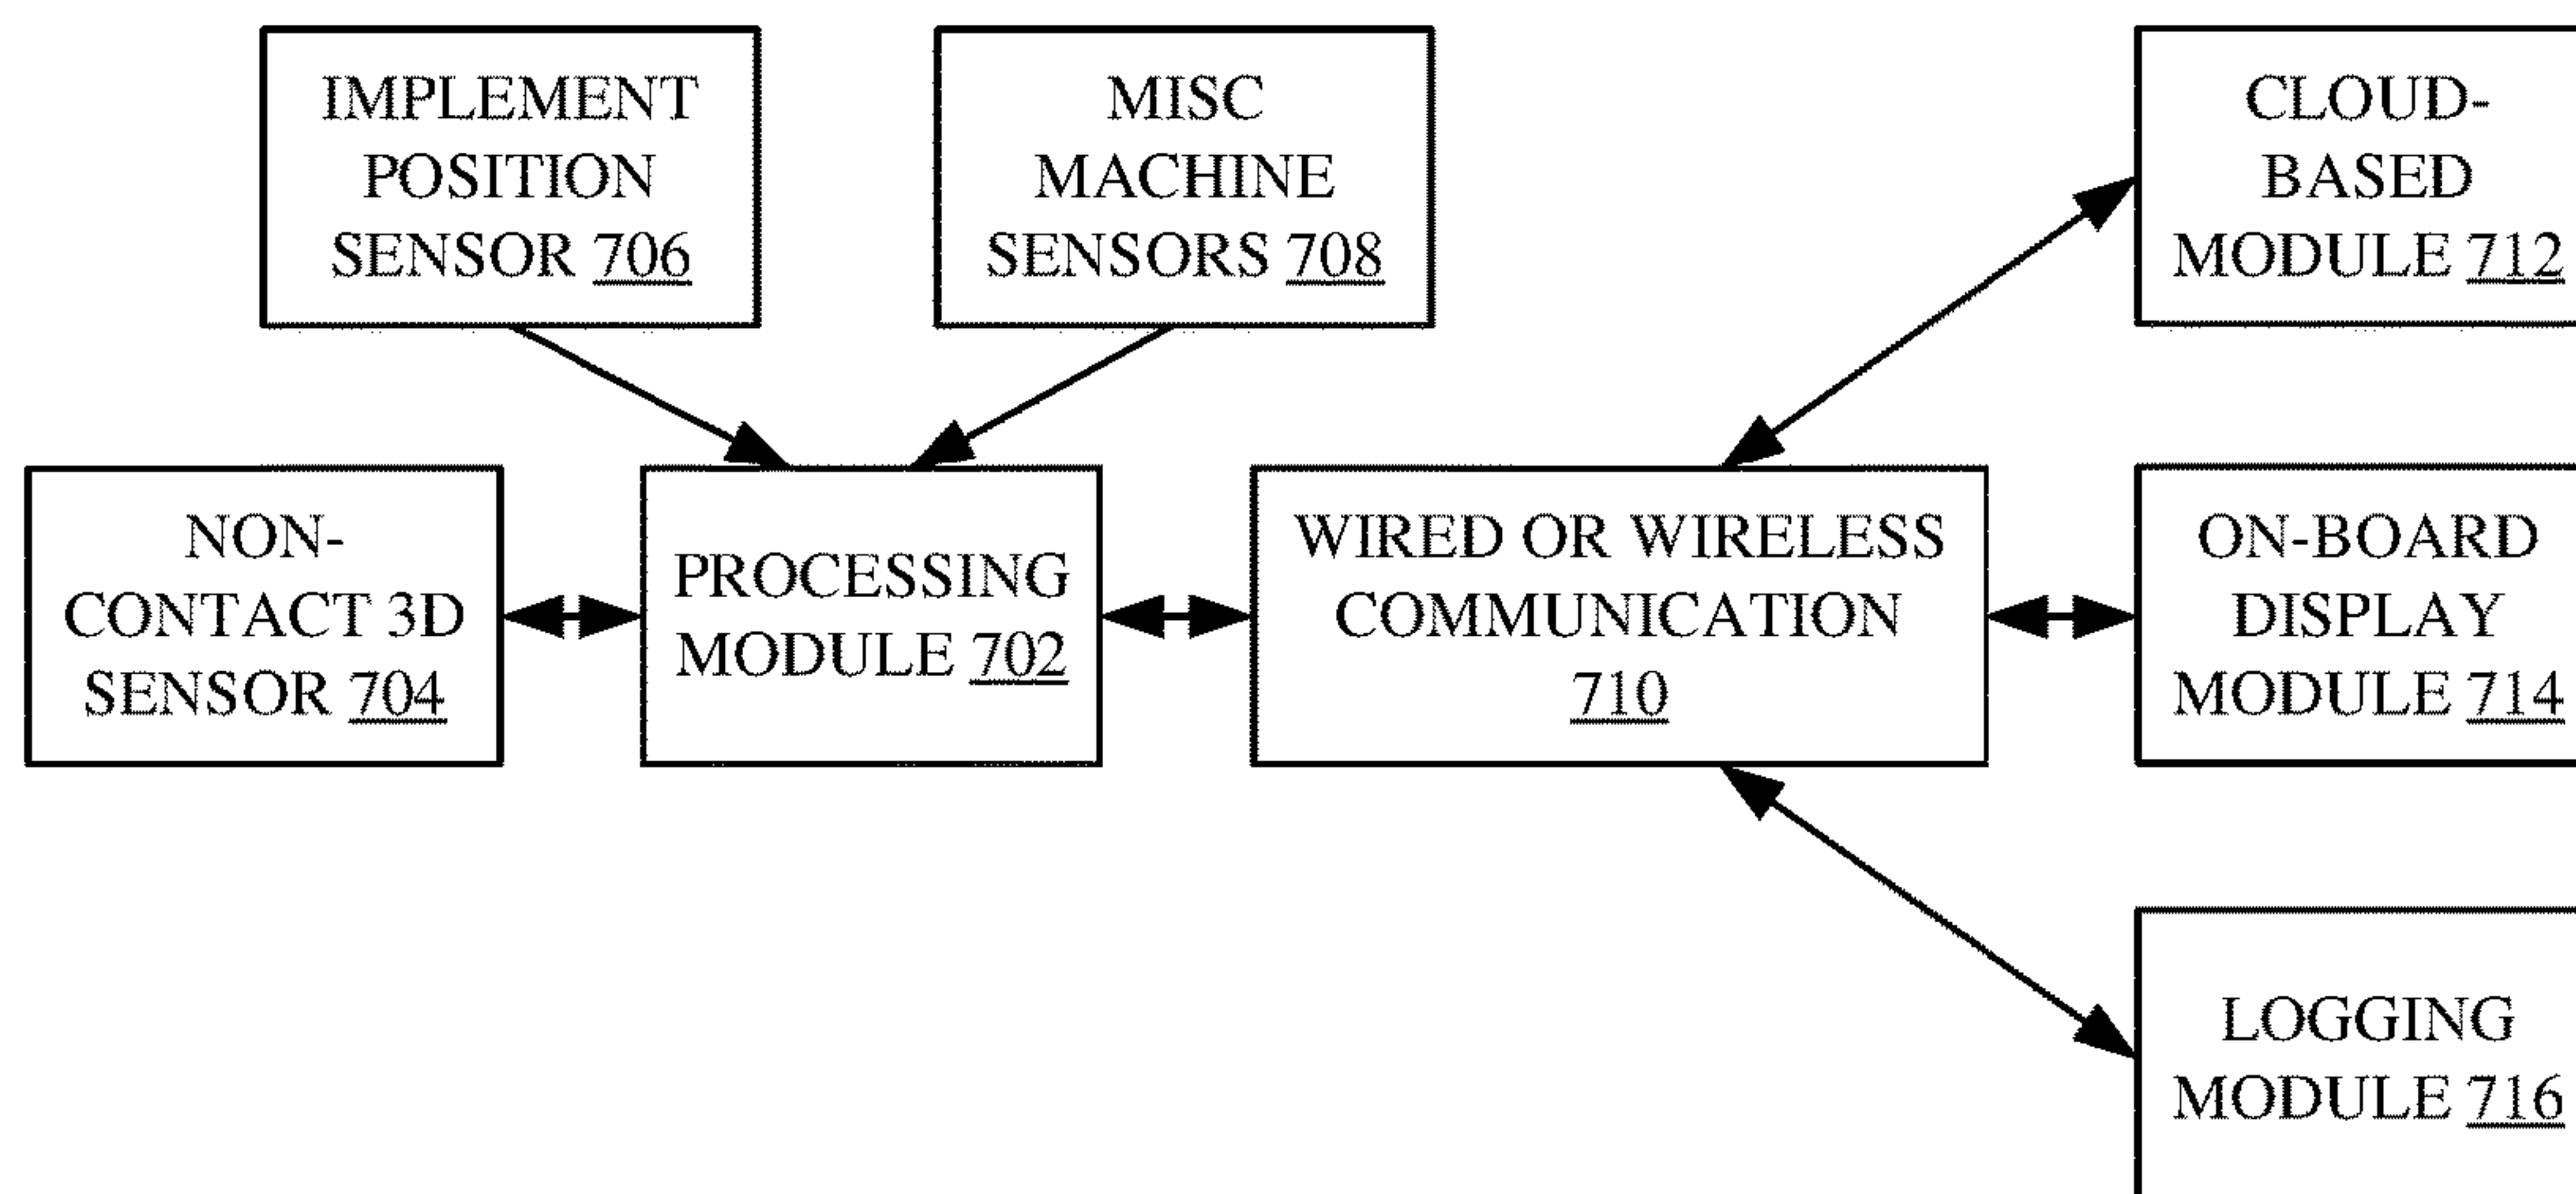 IMPLEMENT
POSITION
SENSOR 706
MISC
MACHINE
SENSORS 708
CLOUD-
BASED
MODULE 712
NON-
CONTACT 3D
SENSOR 704
PROCESSING
MODULE 702
WIRED OR WIRELESS
COMMUNICATION
710
ON-BOARD
DISPLAY
MODULE 714
LOGGING
MODULE 716